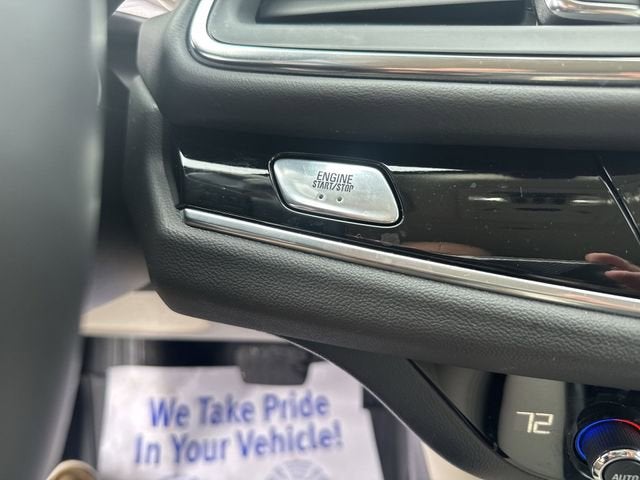 ENGINE
START/STOP
72
We Take Pride
In Your Vehicle!
AUTO